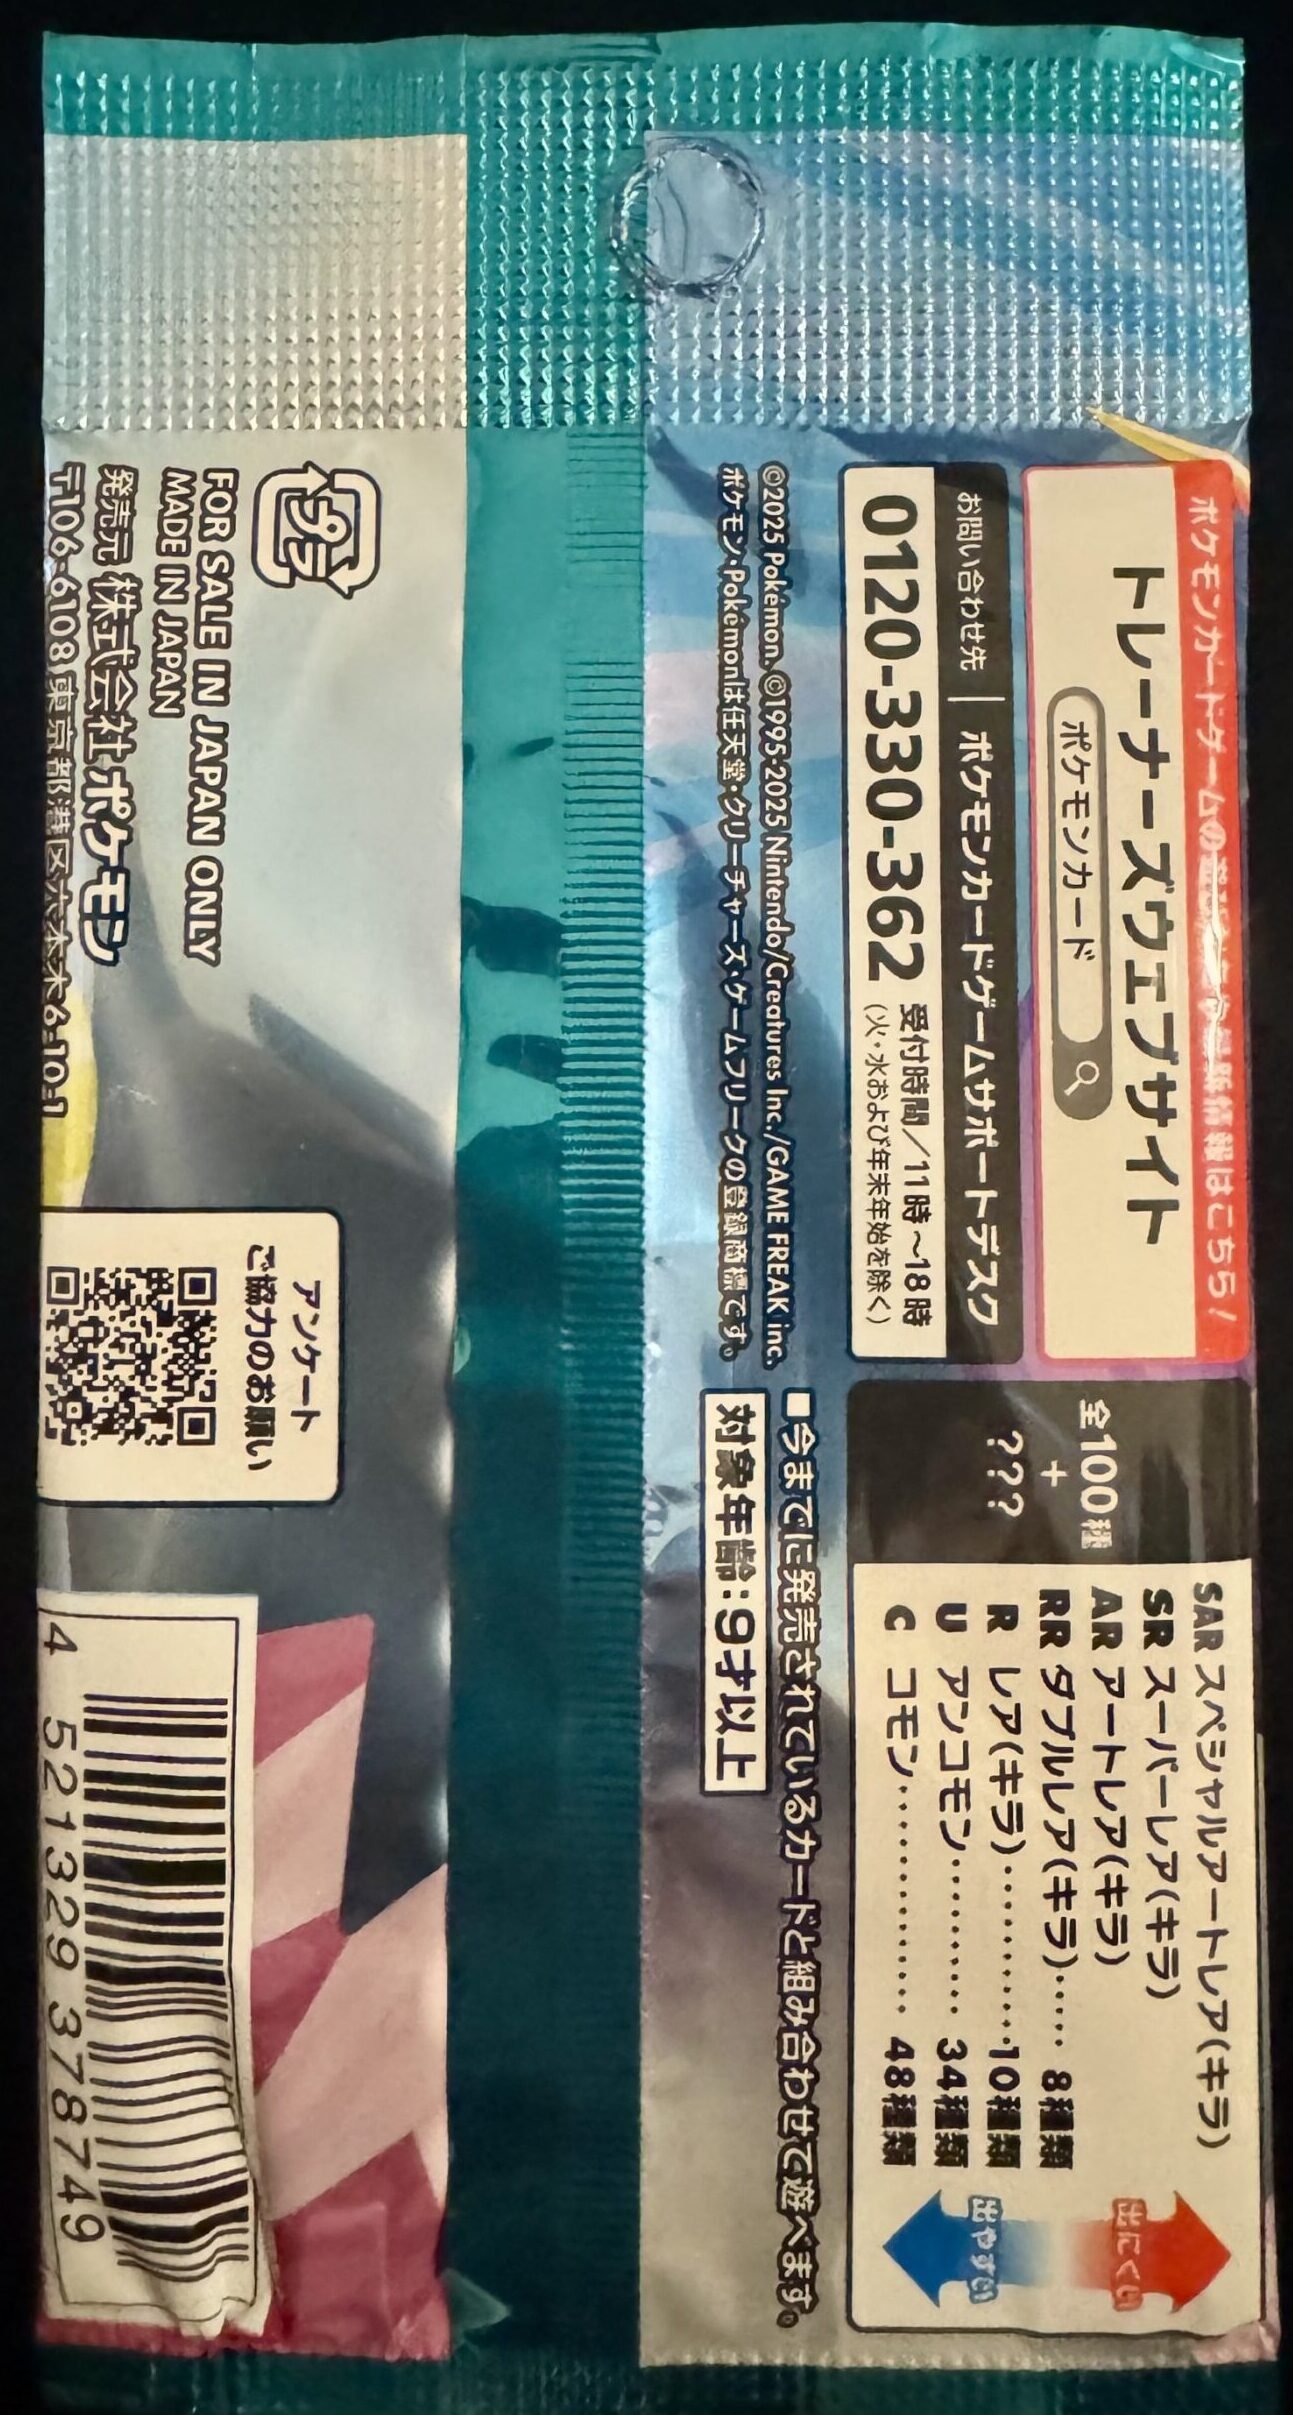 ポケモンカードゲームの
情報はこちら!
トレーナーズウェブサイト
ポケモンカード
お問い合わせ先 | ポケモンカードゲームサポートデスク
0120-330-362 受付時間/11時~18時
(火・水および年末年始を除く)
©2025 Pokémon. ©1995-2025 Nintendo/Creatures Inc./GAME FREAK inc.
ポケモン・Pokémonは任天堂・クリーチャーズ・ゲームフリークの登録商標です。
全100種
+
???
SAR スペシャルアートレア(キラ)
SR スーパーレア(キラ)
AR アートレア(キラ)
RR ダブルレア(キラ)····· 8種類
R レア(キラ)············10種類
U アンコモン··········· 34種類
C コモン················ 48種類
出にくい
出やすい
■今までに発売されているカードと組み合わせて遊べます。
対象年齢:9才以上
プラ
FOR SALE IN JAPAN ONLY
MADE IN JAPAN
発売元 株式会社ポケモン
〒106-6108 東京都港区六本木6-10-1
アンケート
ご協力のお願い
4 521329 378749